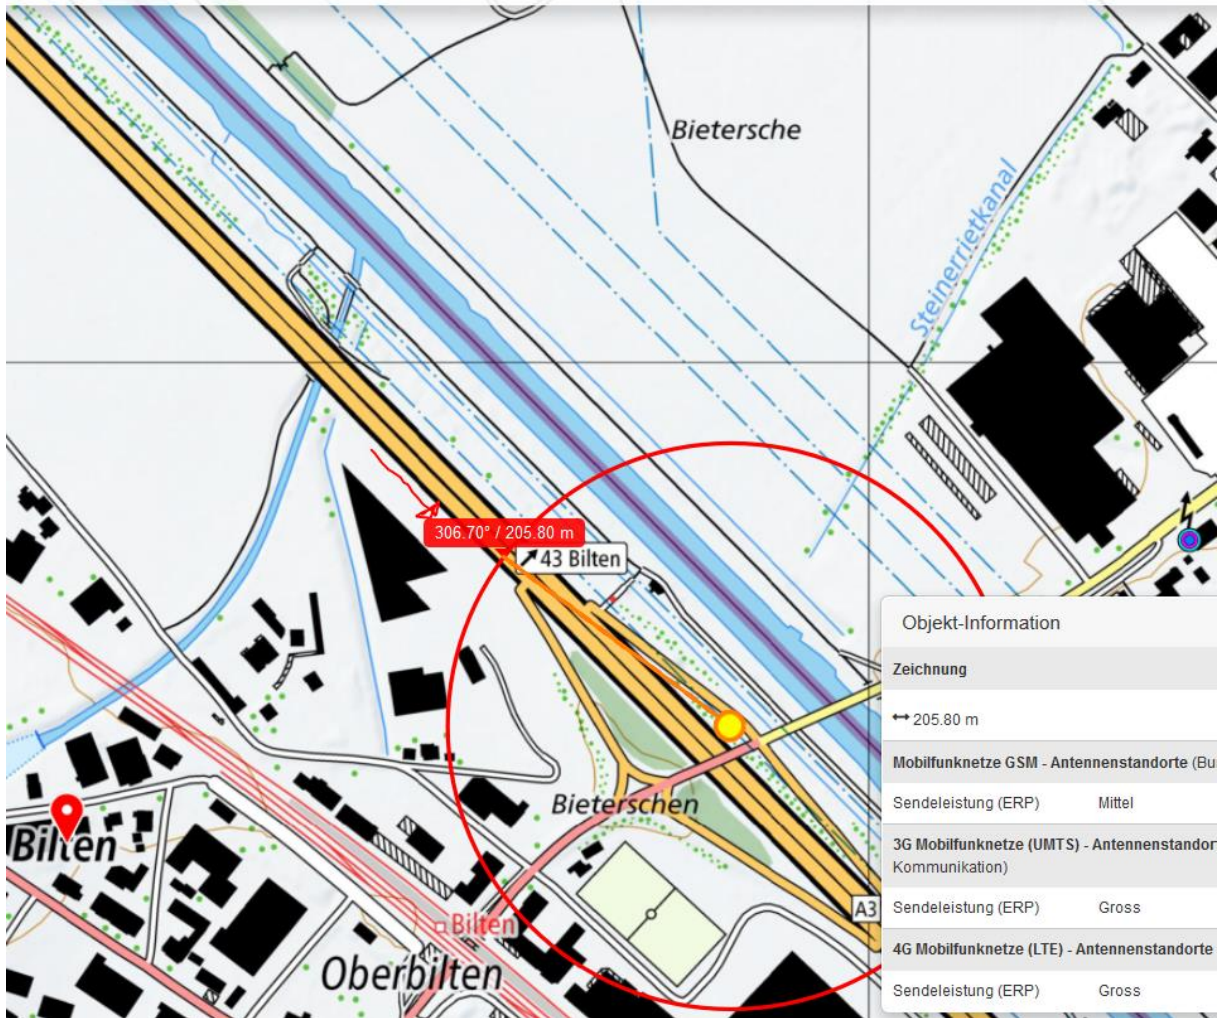 Bietersche
Steinerrietkanal
306.70° / 205.80 m
43 Bilten
Objekt-Information
Zeichnung
205.80 m
Mobilfunknetze GSM - Antennenstandorte (Bu
Sendeleistung (ERP) Mittel
3G Mobilfunknetze (UMTS) - Antennenstandor
Kommunikation)
Sendeleistung (ERP) Gross
4G Mobilfunknetze (LTE) - Antennenstandorte
Sendeleistung (ERP) Gross
Bieterschen
Bilten
A3
Bilten
Oberbilten